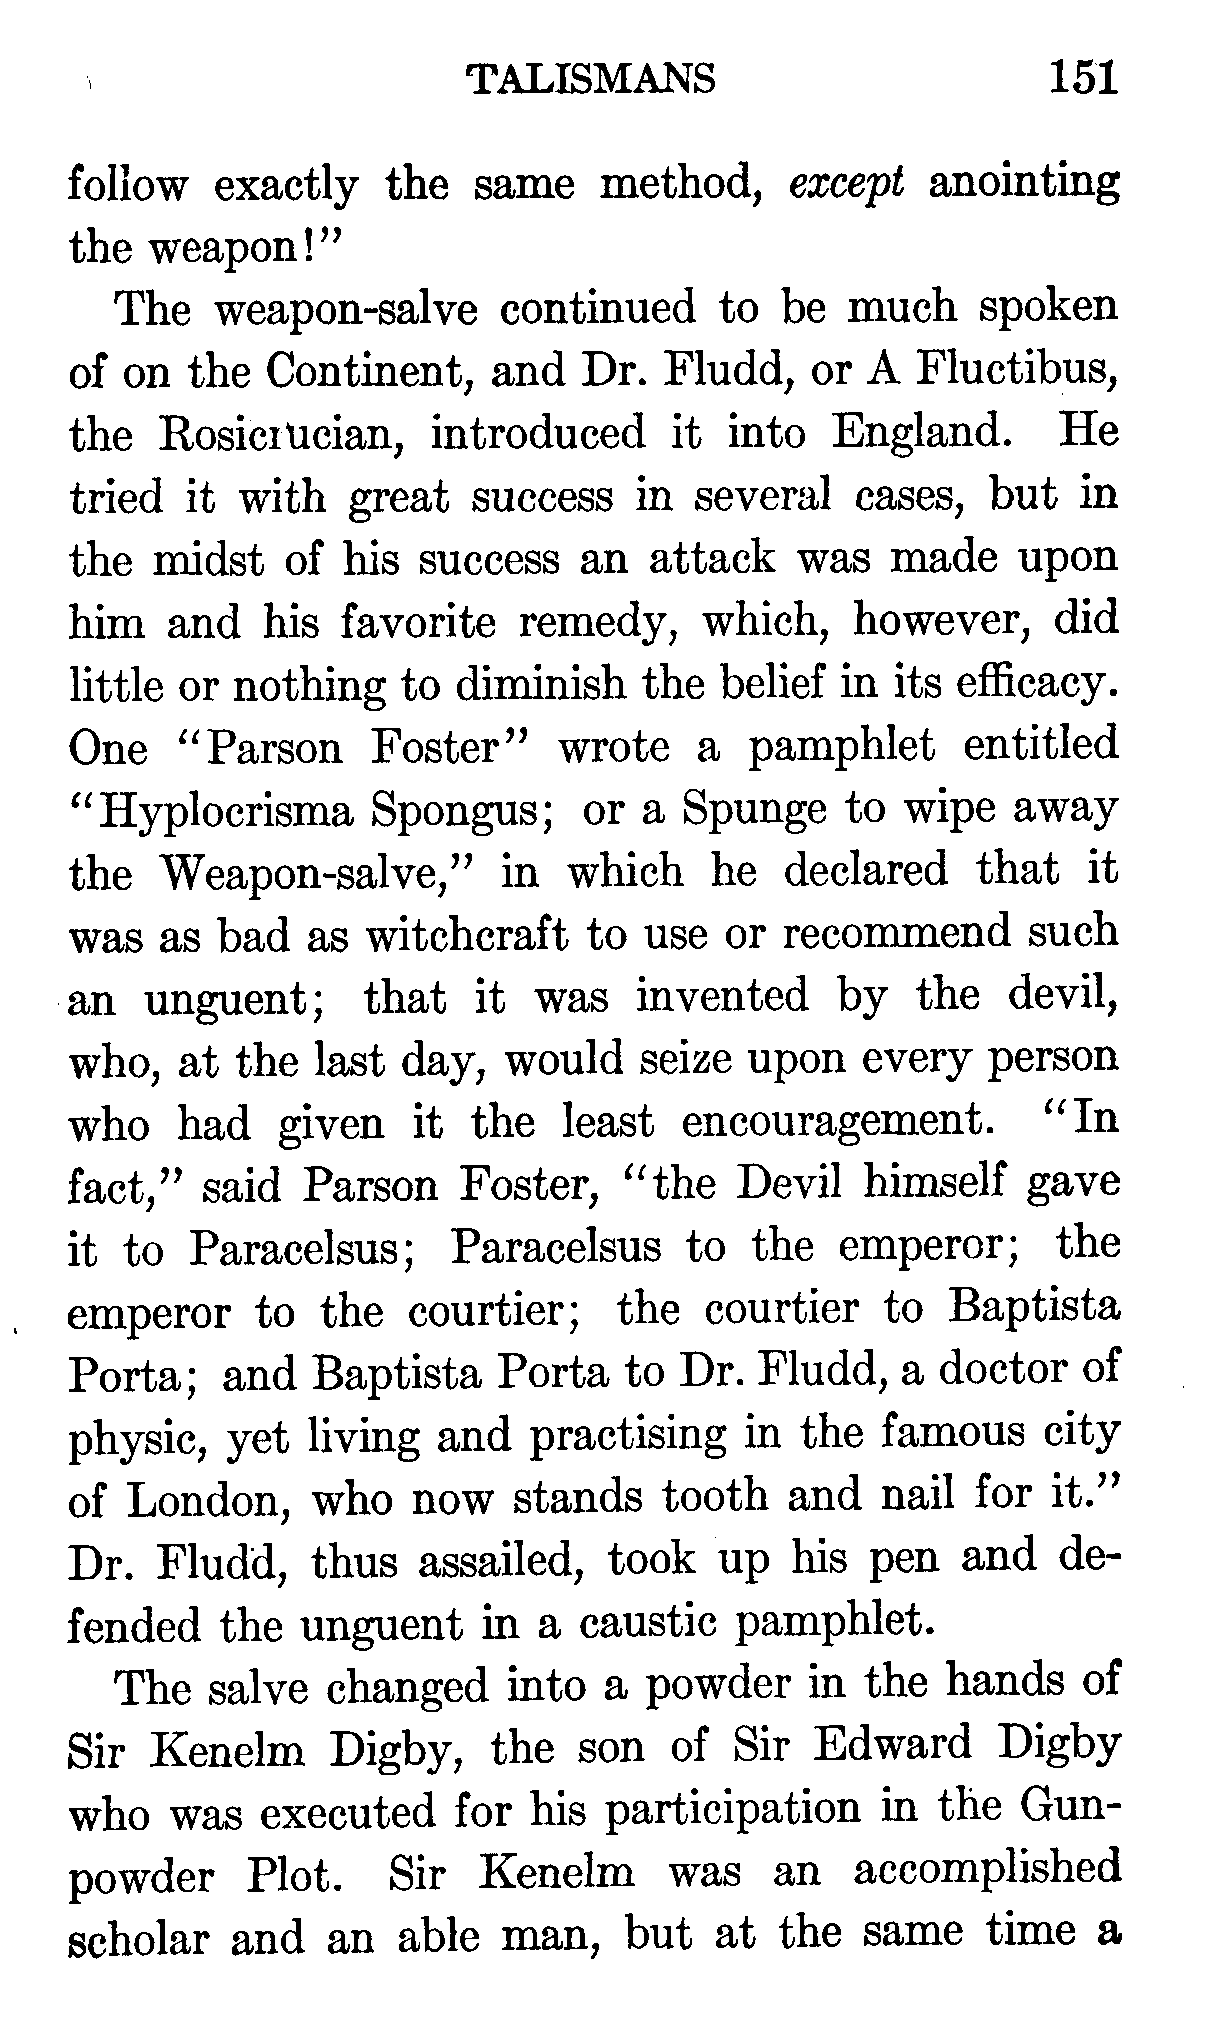 TALISMANS 151
follow exactly the same method, except anointing
the weapon!”
The weapon-salve continued to be much spoken
of on the Continent, and Dr. Fludd, or A Fluctibus,
the Rosicrucian, introduced it into England. He
tried it with great success in several cases, but in
the midst of his success an attack was made upon
him and his favorite remedy, which, however, did
little or nothing to diminish the belief in its efficacy.
One “Parson Foster” wrote a pamphlet entitled
“Hyplocrisma Spongus; or a Spunge to wipe away
the Weapon-salve,” in which he declared that it
was as bad as witchcraft to use or recommend such
an unguent; that it was invented by the devil,
who, at the last day, would seize upon every person
who had given it the least encouragement. “In
fact,” said Parson Foster, “the Devil himself gave
it to Paracelsus; Paracelsus to the emperor; the
emperor to the courtier; the courtier to Baptista
Porta; and Baptista Porta to Dr. Fludd, a doctor of
physic, yet living and practising in the famous city
of London, who now stands tooth and nail for it.”
Dr. Fludd, thus assailed, took up his pen and de-
fended the unguent in a caustic pamphlet.
The salve changed into a powder in the hands of
Sir Kenelm Digby, the son of Sir Edward Digby
who was executed for his participation in the Gun-
powder Plot. Sir Kenelm was an accomplished
scholar and an able man, but at the same time a